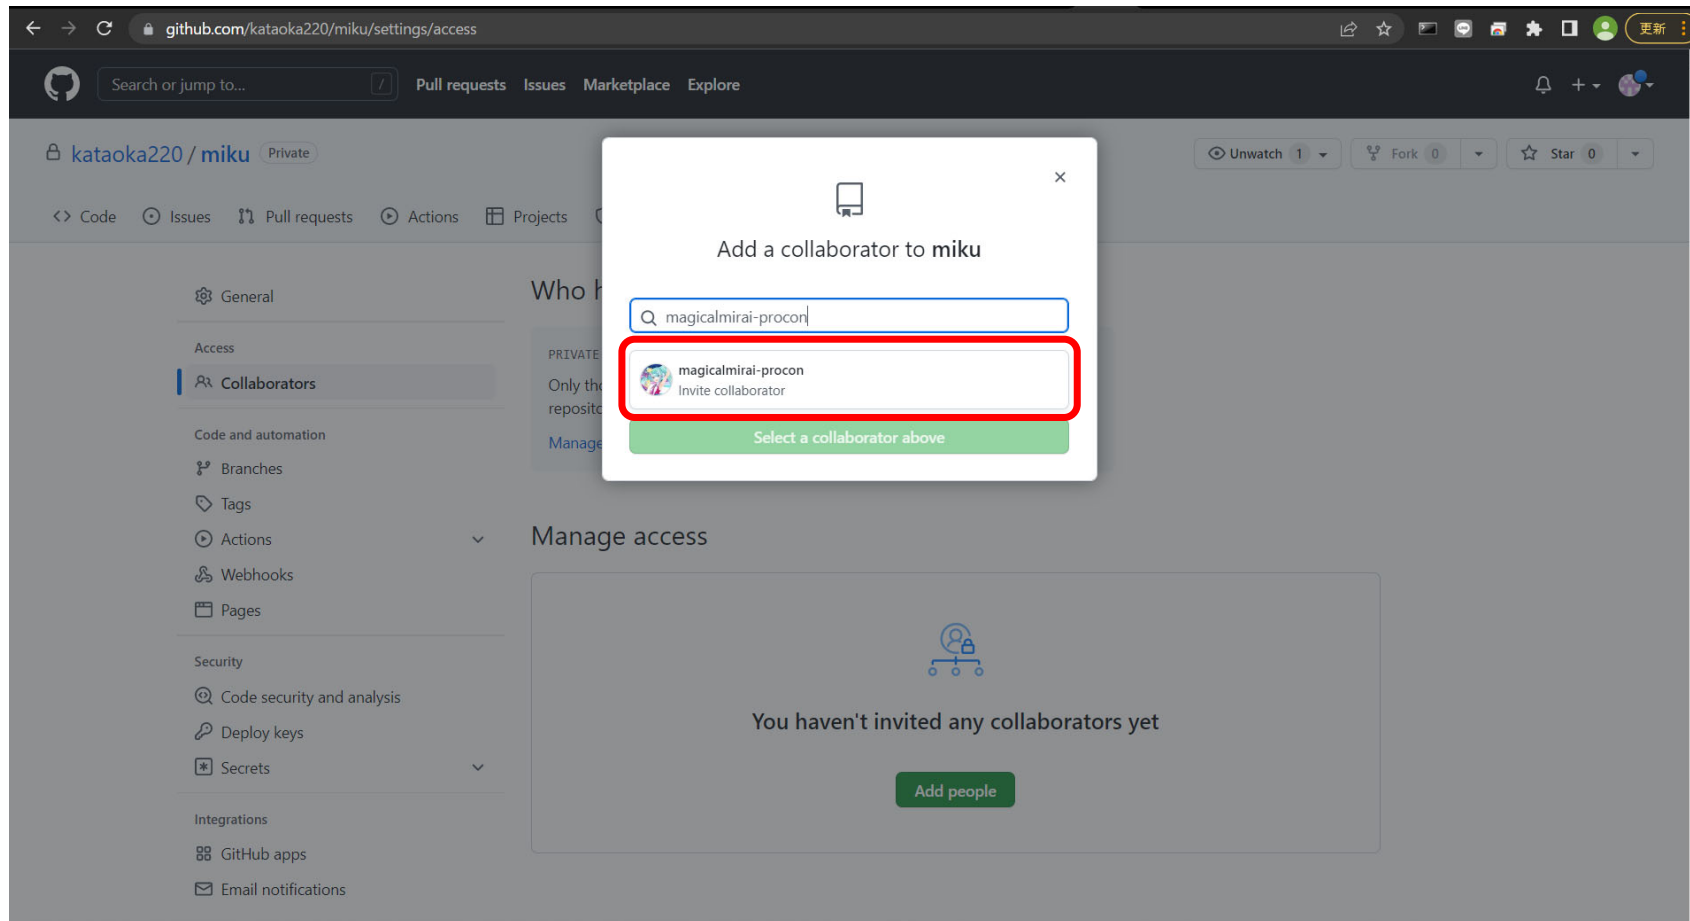 github.com/kataoka220/miku/settings/access
更新
Search or jump to...
/
Pull requests Issues Marketplace Explore
kataoka220 / miku Private
Unwatch 1
Fork 0
Star 0
Code Issues Pull requests Actions Projects
Add a collaborator to miku
magicalmirai-procon
magicalmirai-procon
Invite collaborator
Select a collaborator above
General
Access
Collaborators
Code and automation
Branches
Tags
Actions
Webhooks
Pages
Security
Code security and analysis
Deploy keys
Secrets
Integrations
GitHub apps
Email notifications
Who
PRIVATE
Only
Manage
Manage access
You haven't invited any collaborators yet
Add people